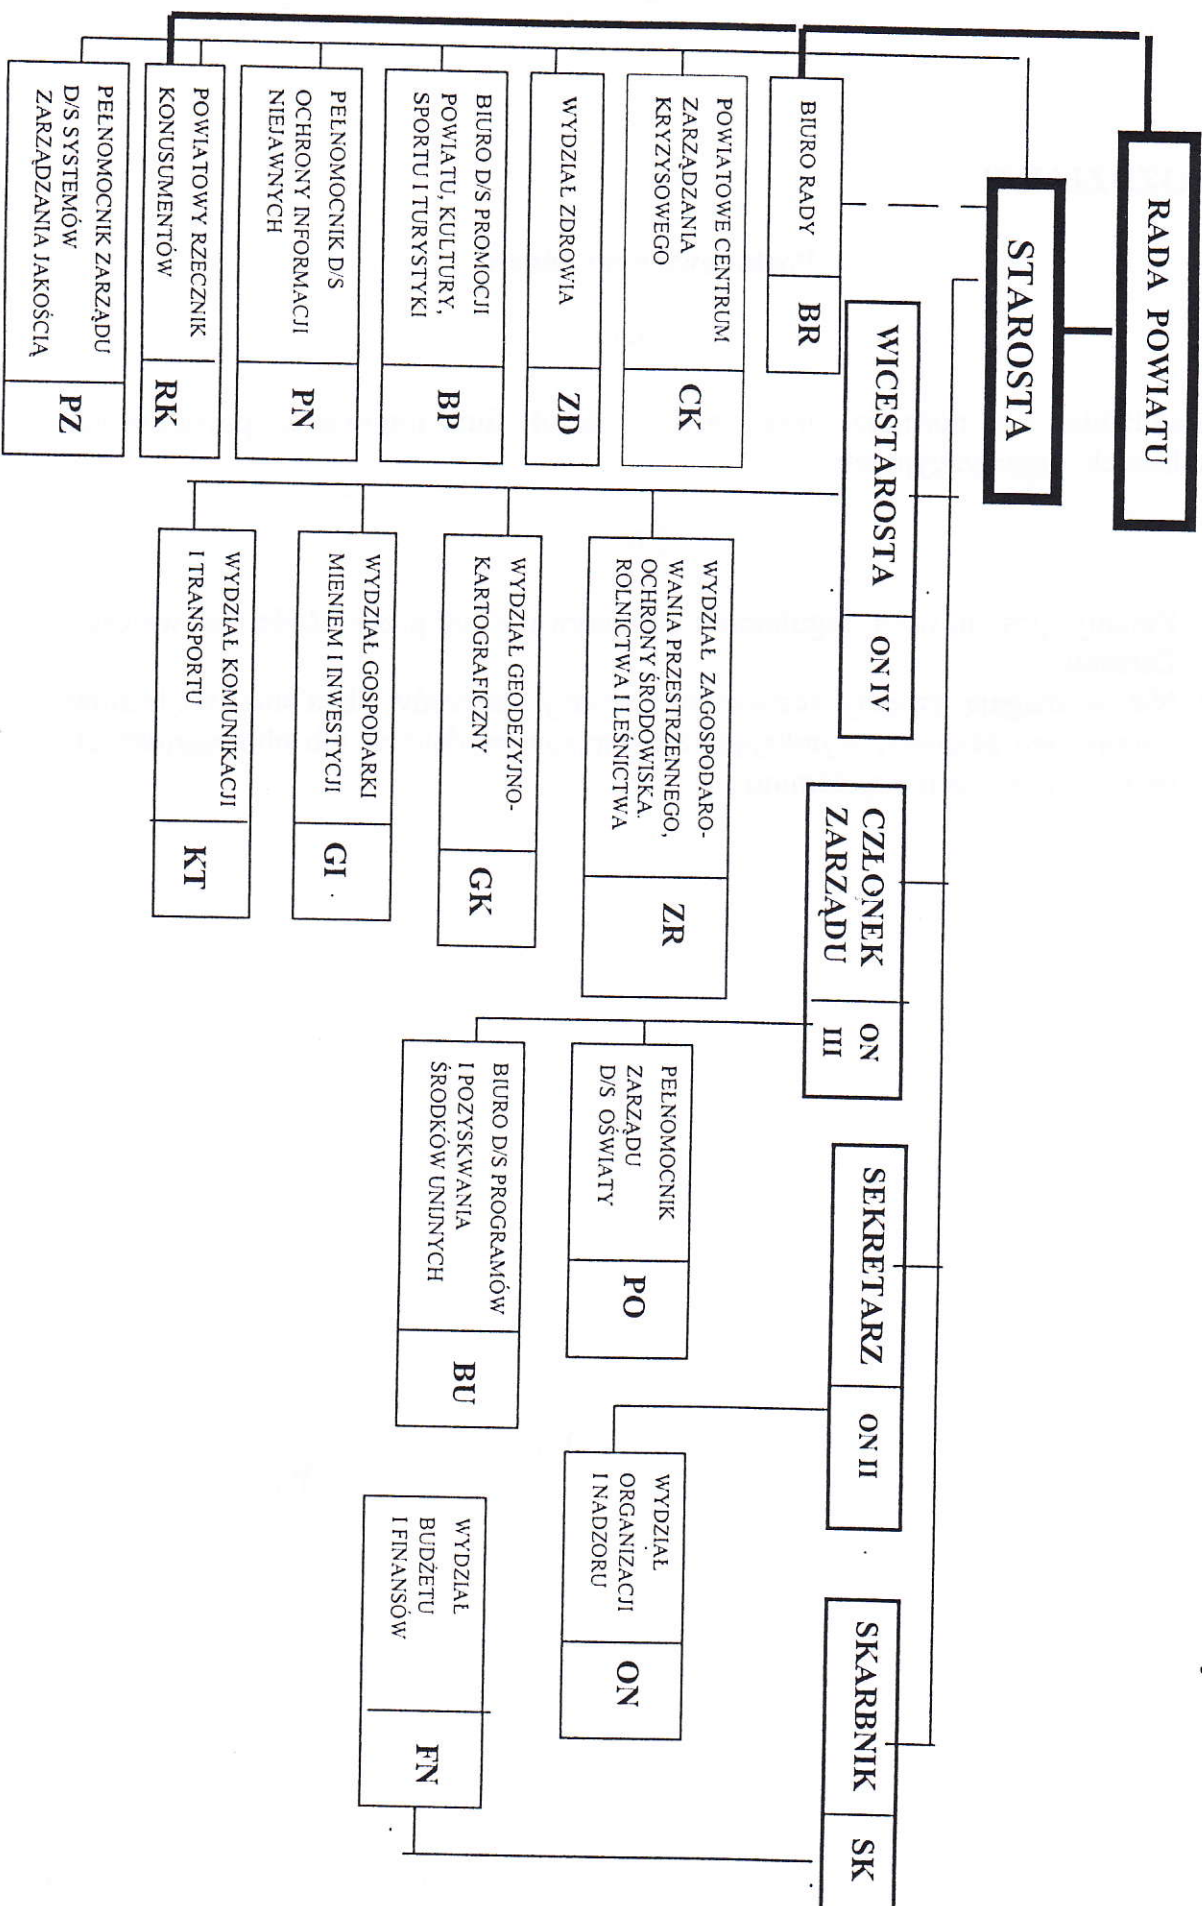 RADA POWIATU
STAROSTA
WICESTAROSTA
ON IV
CZŁONEK
ZARZĄDU
ON
III
SEKRETARZ
ON II
SKARBNIK
SK
BIURO RADY
BR
POWIATOWE CENTRUM
ZARZĄDZANIA
KRYZYSOWEGO
CK
WYDZIAŁ ZDROWIA
ZD
BIURO D/S PROMOCJI
POWIATU, KULTURY,
SPORTU I TURYSTYKI
BP
PEŁNOMOCNIK D/S
OCHRONY INFORMACJI
NIEJAWNYCH
PN
POWIATOWY RZECZNIK
KONUSUMENTÓW
RK
PEŁNOMOCNIK ZARZĄDU
D/S SYSTEMÓW
ZARZĄDZANIA JAKOŚCIĄ
PZ
WYDZIAŁ ZAGOSPODARO-
WANIA PRZESTRZENNEGO,
OCHRONY ŚRODOWISKA.
ROLNICTWA I LEŚNICTWA
ZR
WYDZIAŁ GEODEZYJNO-
KARTOGRAFICZNY
GK
WYDZIAŁ GOSPODARKI
MIENIEM I INWESTYCJI
GI
WYDZIAŁ KOMUNIKACJI
I TRANSPORTU
KT
PEŁNOMOCNIK
ZARZĄDU
D/S OŚWIATY
PO
BIURO D/S PROGRAMÓW
I POZYSKWANIA
ŚRODKÓW UNIJNYCH
BU
WYDZIAŁ
ORGANIZACJI
I NADZORU
ON
WYDZIAŁ
BUDŻETU
I FINANSÓW
FN